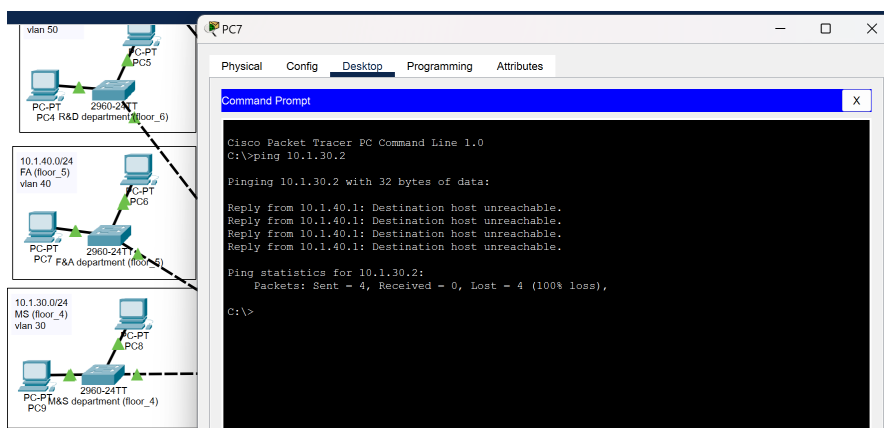 vlan 50
PC-PT
PC5
PC-PT
PC4
2960-24TT
R&D department (floor_6)
10.1.40.0/24
FA (floor_5)
vlan 40
PC-PT
PC6
PC-PT
PC7
2960-24TT
F&A department (floor_5)
10.1.30.0/24
MS (floor_4)
vlan 30
PC-PT
PC8
2960-24TT
PC-PT
PC9
M&S department (floor_4)
PC7
Physical Config Desktop Programming Attributes
Command Prompt
X
Cisco Packet Tracer PC Command Line 1.0
C:\>ping 10.1.30.2
Pinging 10.1.30.2 with 32 bytes of data:
Reply from 10.1.40.1: Destination host unreachable.
Reply from 10.1.40.1: Destination host unreachable.
Reply from 10.1.40.1: Destination host unreachable.
Reply from 10.1.40.1: Destination host unreachable.
Ping statistics for 10.1.30.2:
Packets: Sent = 4, Received = 0, Lost = 4 (100% loss),
C:\>